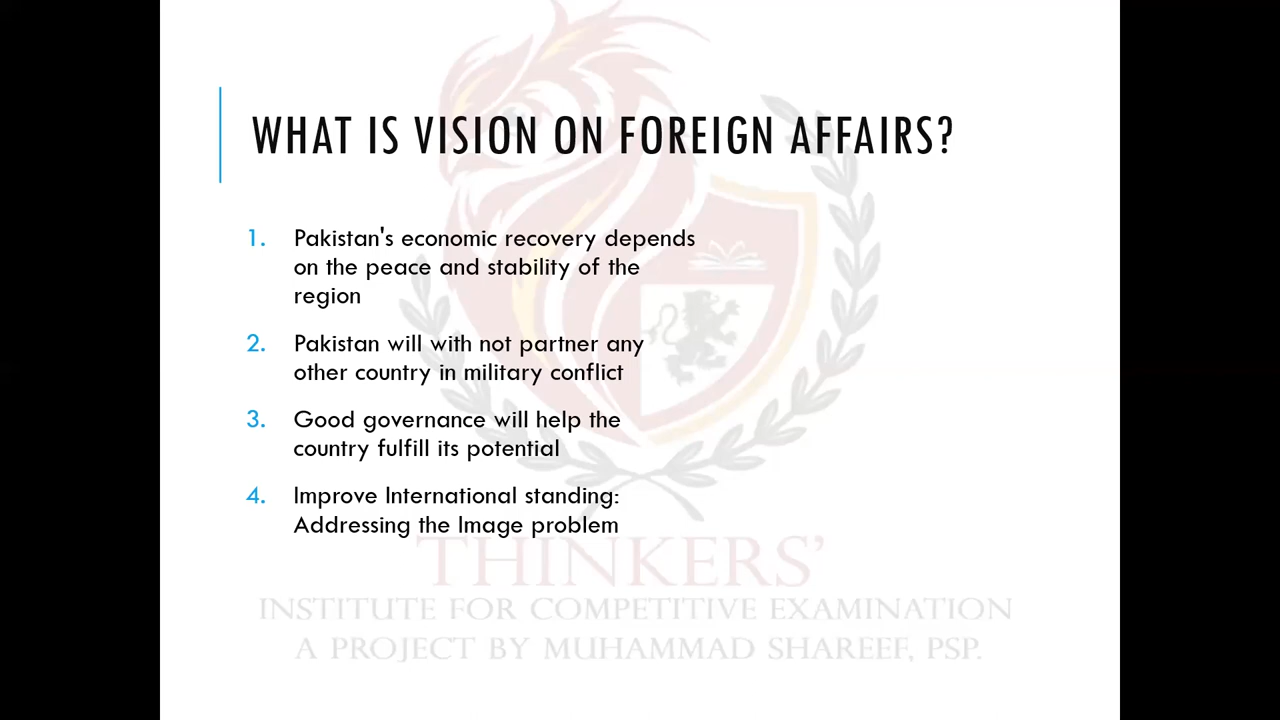 WHAT IS VISION ON FOREIGN AFFAIRS?
1. Pakistan's economic recovery depends
on the peace and stability of the
region
2. Pakistan will with not partner any
other country in military conflict
3. Good governance will help the
country fulfill its potential
4. Improve International standing:
Addressing the Image problem
THINKERS’
INSTITUTE FOR COMPETITIVE EXAMINATION
A PROJECT BY MUHAMMAD SHAREEF, PSP.